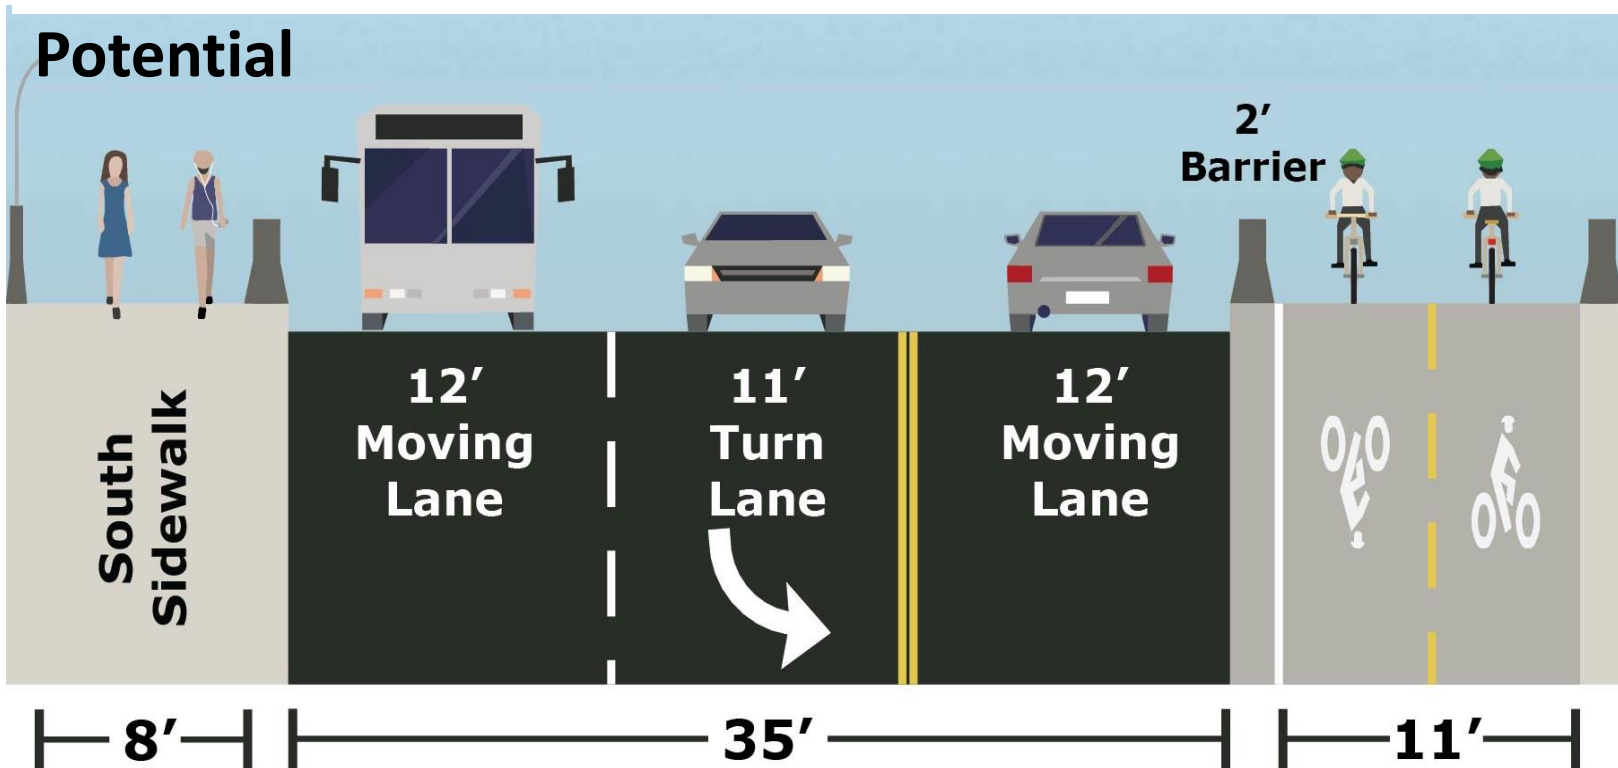 Potential
2’
Barrier
South
Sidewalk
12’
Moving
Lane
11’
Turn
Lane
12’
Moving
Lane
8’
35’
11’